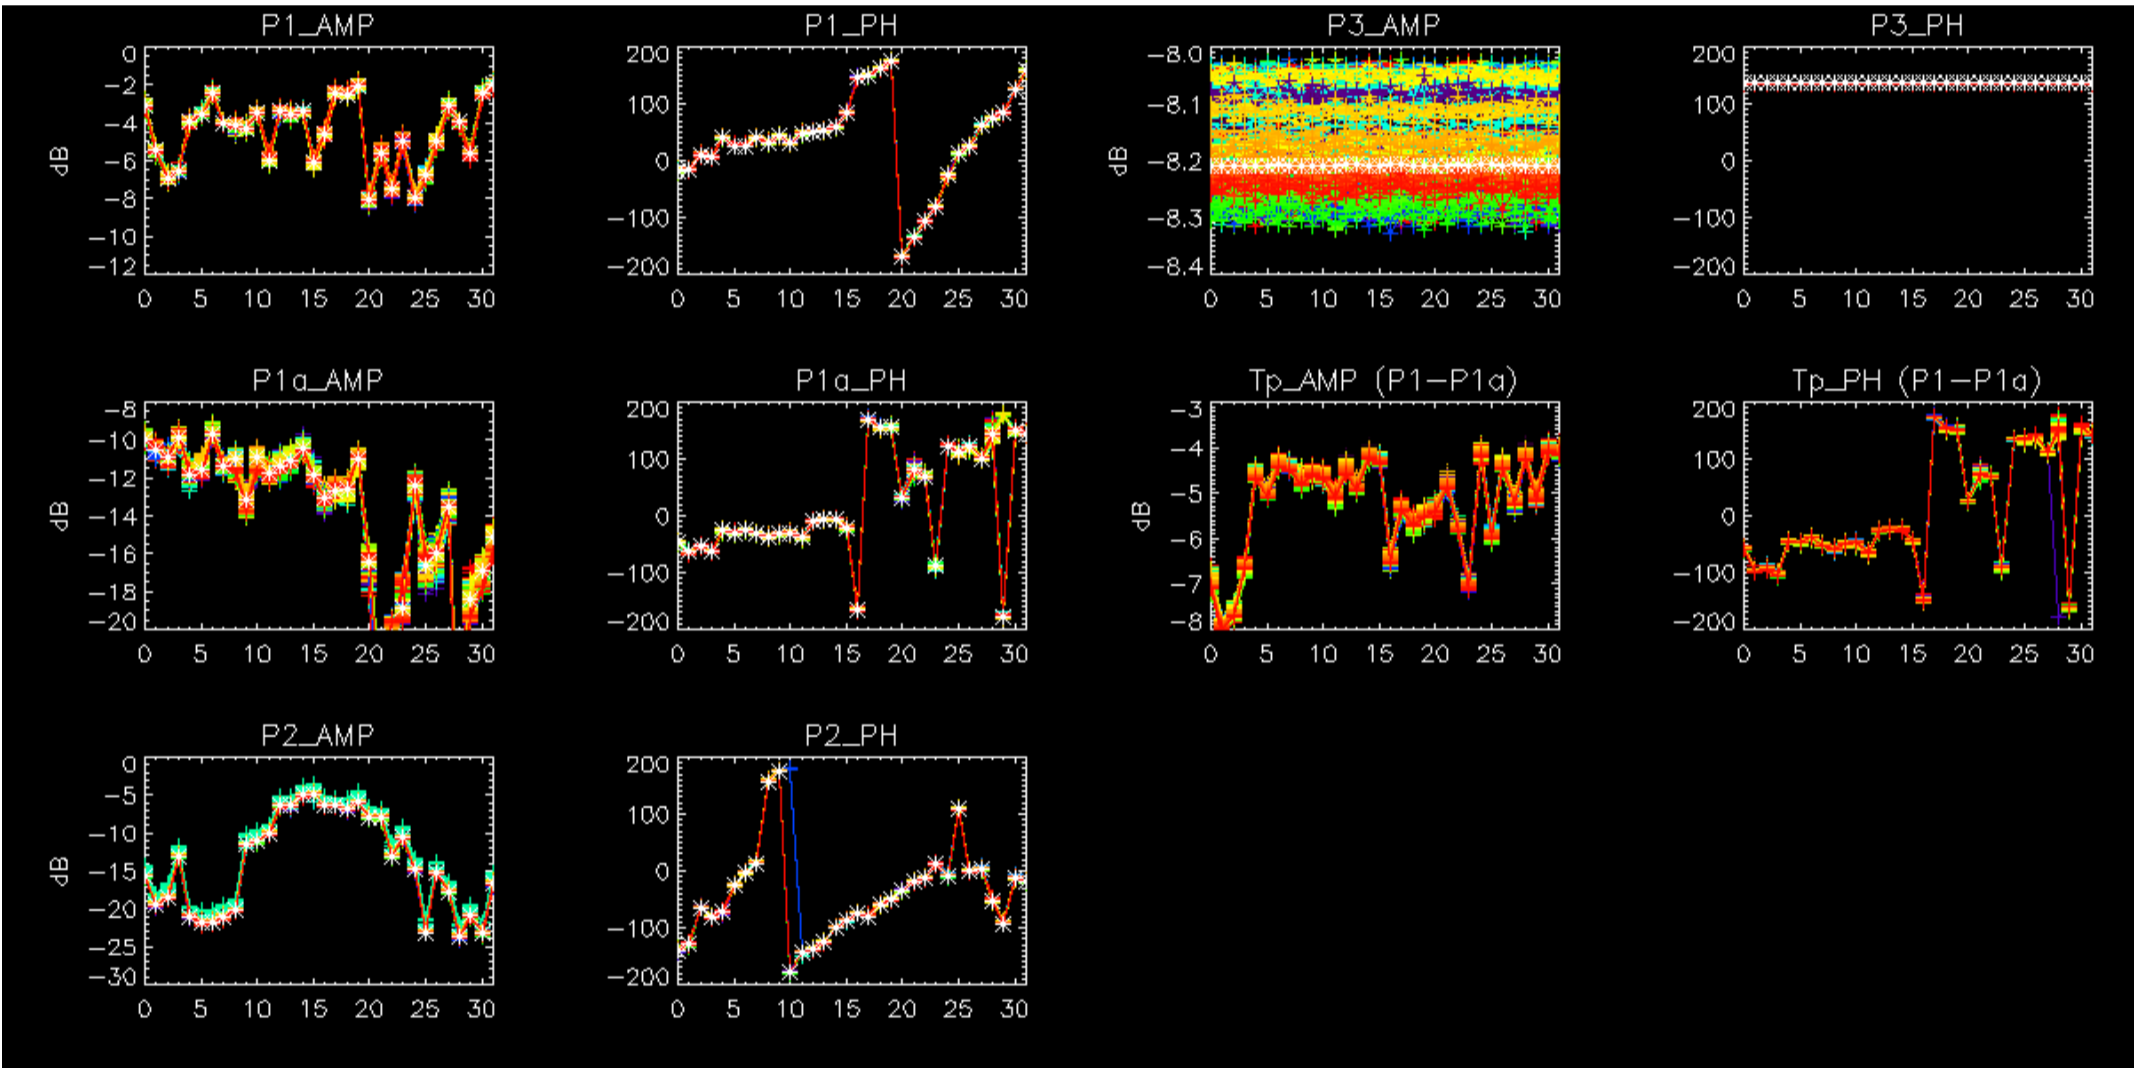 P1_AMP
P1_PH
P3_AMP
P3_PH
dB
0
-2
-4
-6
-8
-10
-12
0 5 10 15 20 25 30
200
100
0
-100
-200
0 5 10 15 20 25 30
dB
-8.0
-8.1
-8.2
-8.3
-8.4
0 5 10 15 20 25 30
200
100
0
-100
-200
0 5 10 15 20 25 30
P1a_AMP
P1a_PH
Tp_AMP (P1-P1a)
Tp_PH (P1-P1a)
dB
-8
-10
-12
-14
-16
-18
-20
0 5 10 15 20 25 30
200
100
0
-100
-200
0 5 10 15 20 25 30
dB
-3
-4
-5
-6
-7
-8
0 5 10 15 20 25 30
200
100
0
-100
-200
0 5 10 15 20 25 30
P2_AMP
P2_PH
dB
0
-5
-10
-15
-20
-25
-30
0 5 10 15 20 25 30
200
100
0
-100
-200
0 5 10 15 20 25 30